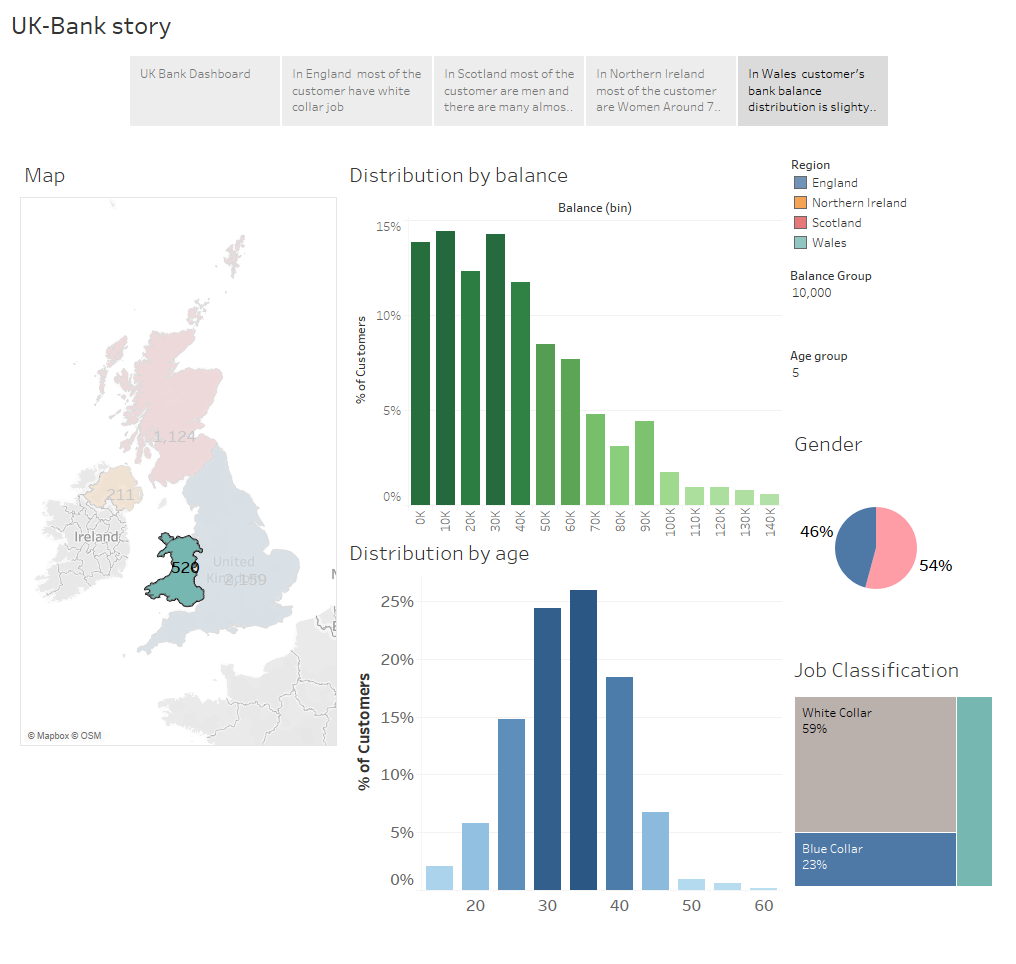 UK-Bank story
UK Bank Dashboard
In England most of the
customer have white
collar job
In Scotland most of the
customer are men and
there are many almos..
In Northern Ireland
most of the customer
are Women Around 7..
In Wales customer's
bank balance
distribution is slighty..
Map
1,124
211
Ireland
520
United
2,159
© Mapbox © OSM
Distribution by balance
Balance (bin)
% of Customers
15%
10%
5%
0%
0K
10K
20K
30K
40K
50K
60K
70K
80K
90K
100K
110K
120K
130K
140K
Distribution by age
% of Customers
25%
20%
15%
10%
5%
0%
20
30
40
50
60
Region
England
Northern Ireland
Scotland
Wales
Balance Group
10,000
Age group
5
Gender
46%
54%
Job Classification
White Collar
59%
Blue Collar
23%